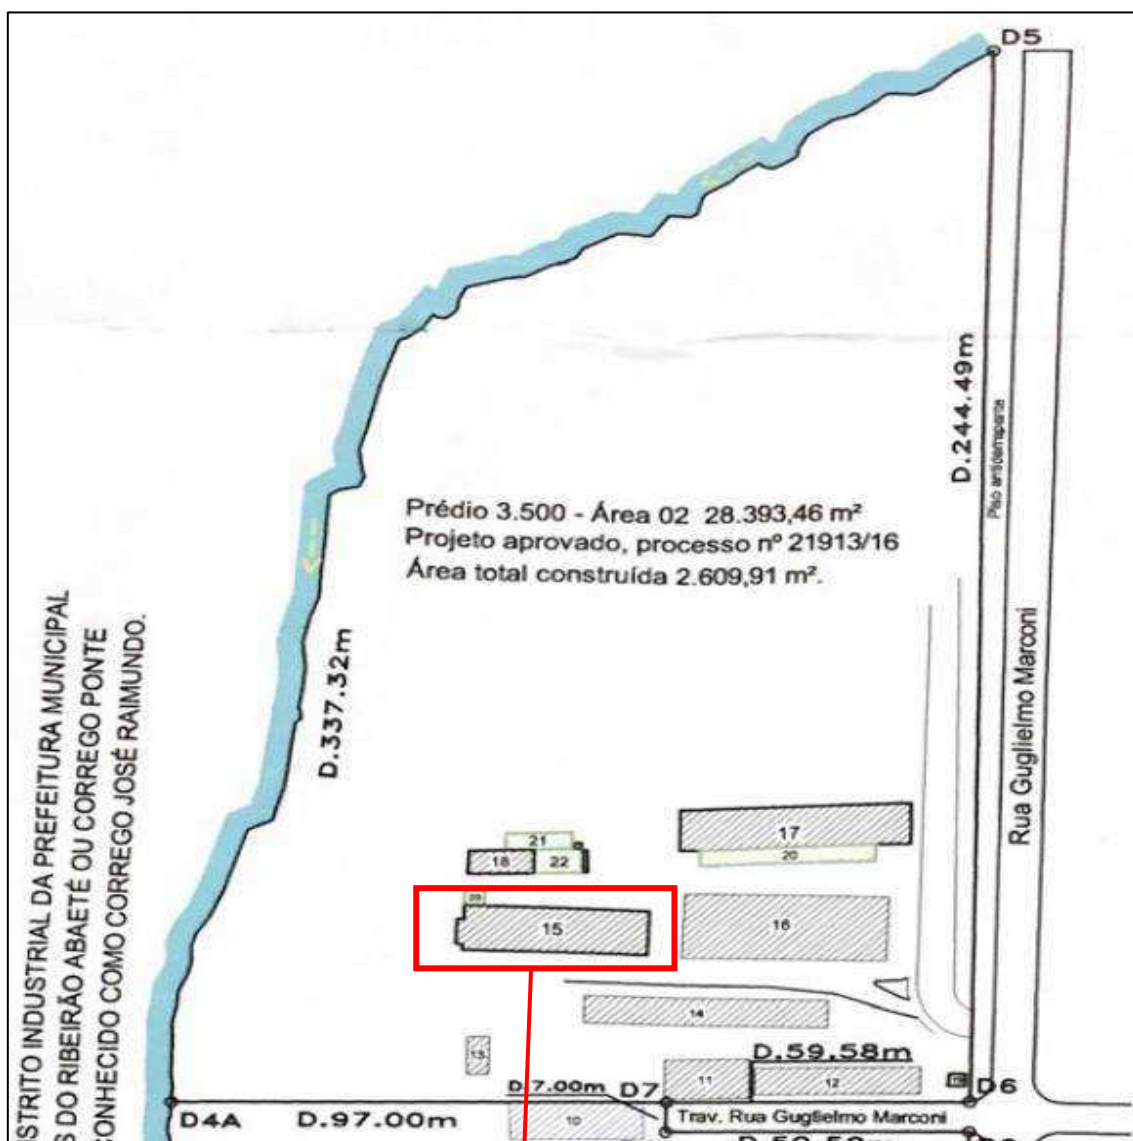 D5
D.244.49m
Piso antiderrapante
Rua Guglielmo Marconi
Prédio 3.500 - Área 02 28.393,46 m²
Projeto aprovado, processo nº 21913/16
Área total construída 2.609,91 m².
D.337.32m
ISTRITO INDUSTRIAL DA PREFEITURA MUNICIPAL
S DO RIBEIRÃO ABAETÉ OU CORREGO PONTE
CONHECIDO COMO CORREGO JOSÉ RAIMUNDO.
17
20
21
18
22
15
16
14
13
D.59.58m
11
12
D.7.00m
D7
D6
D4A
D.97.00m
10
Trav. Rua Guglielmo Marconi